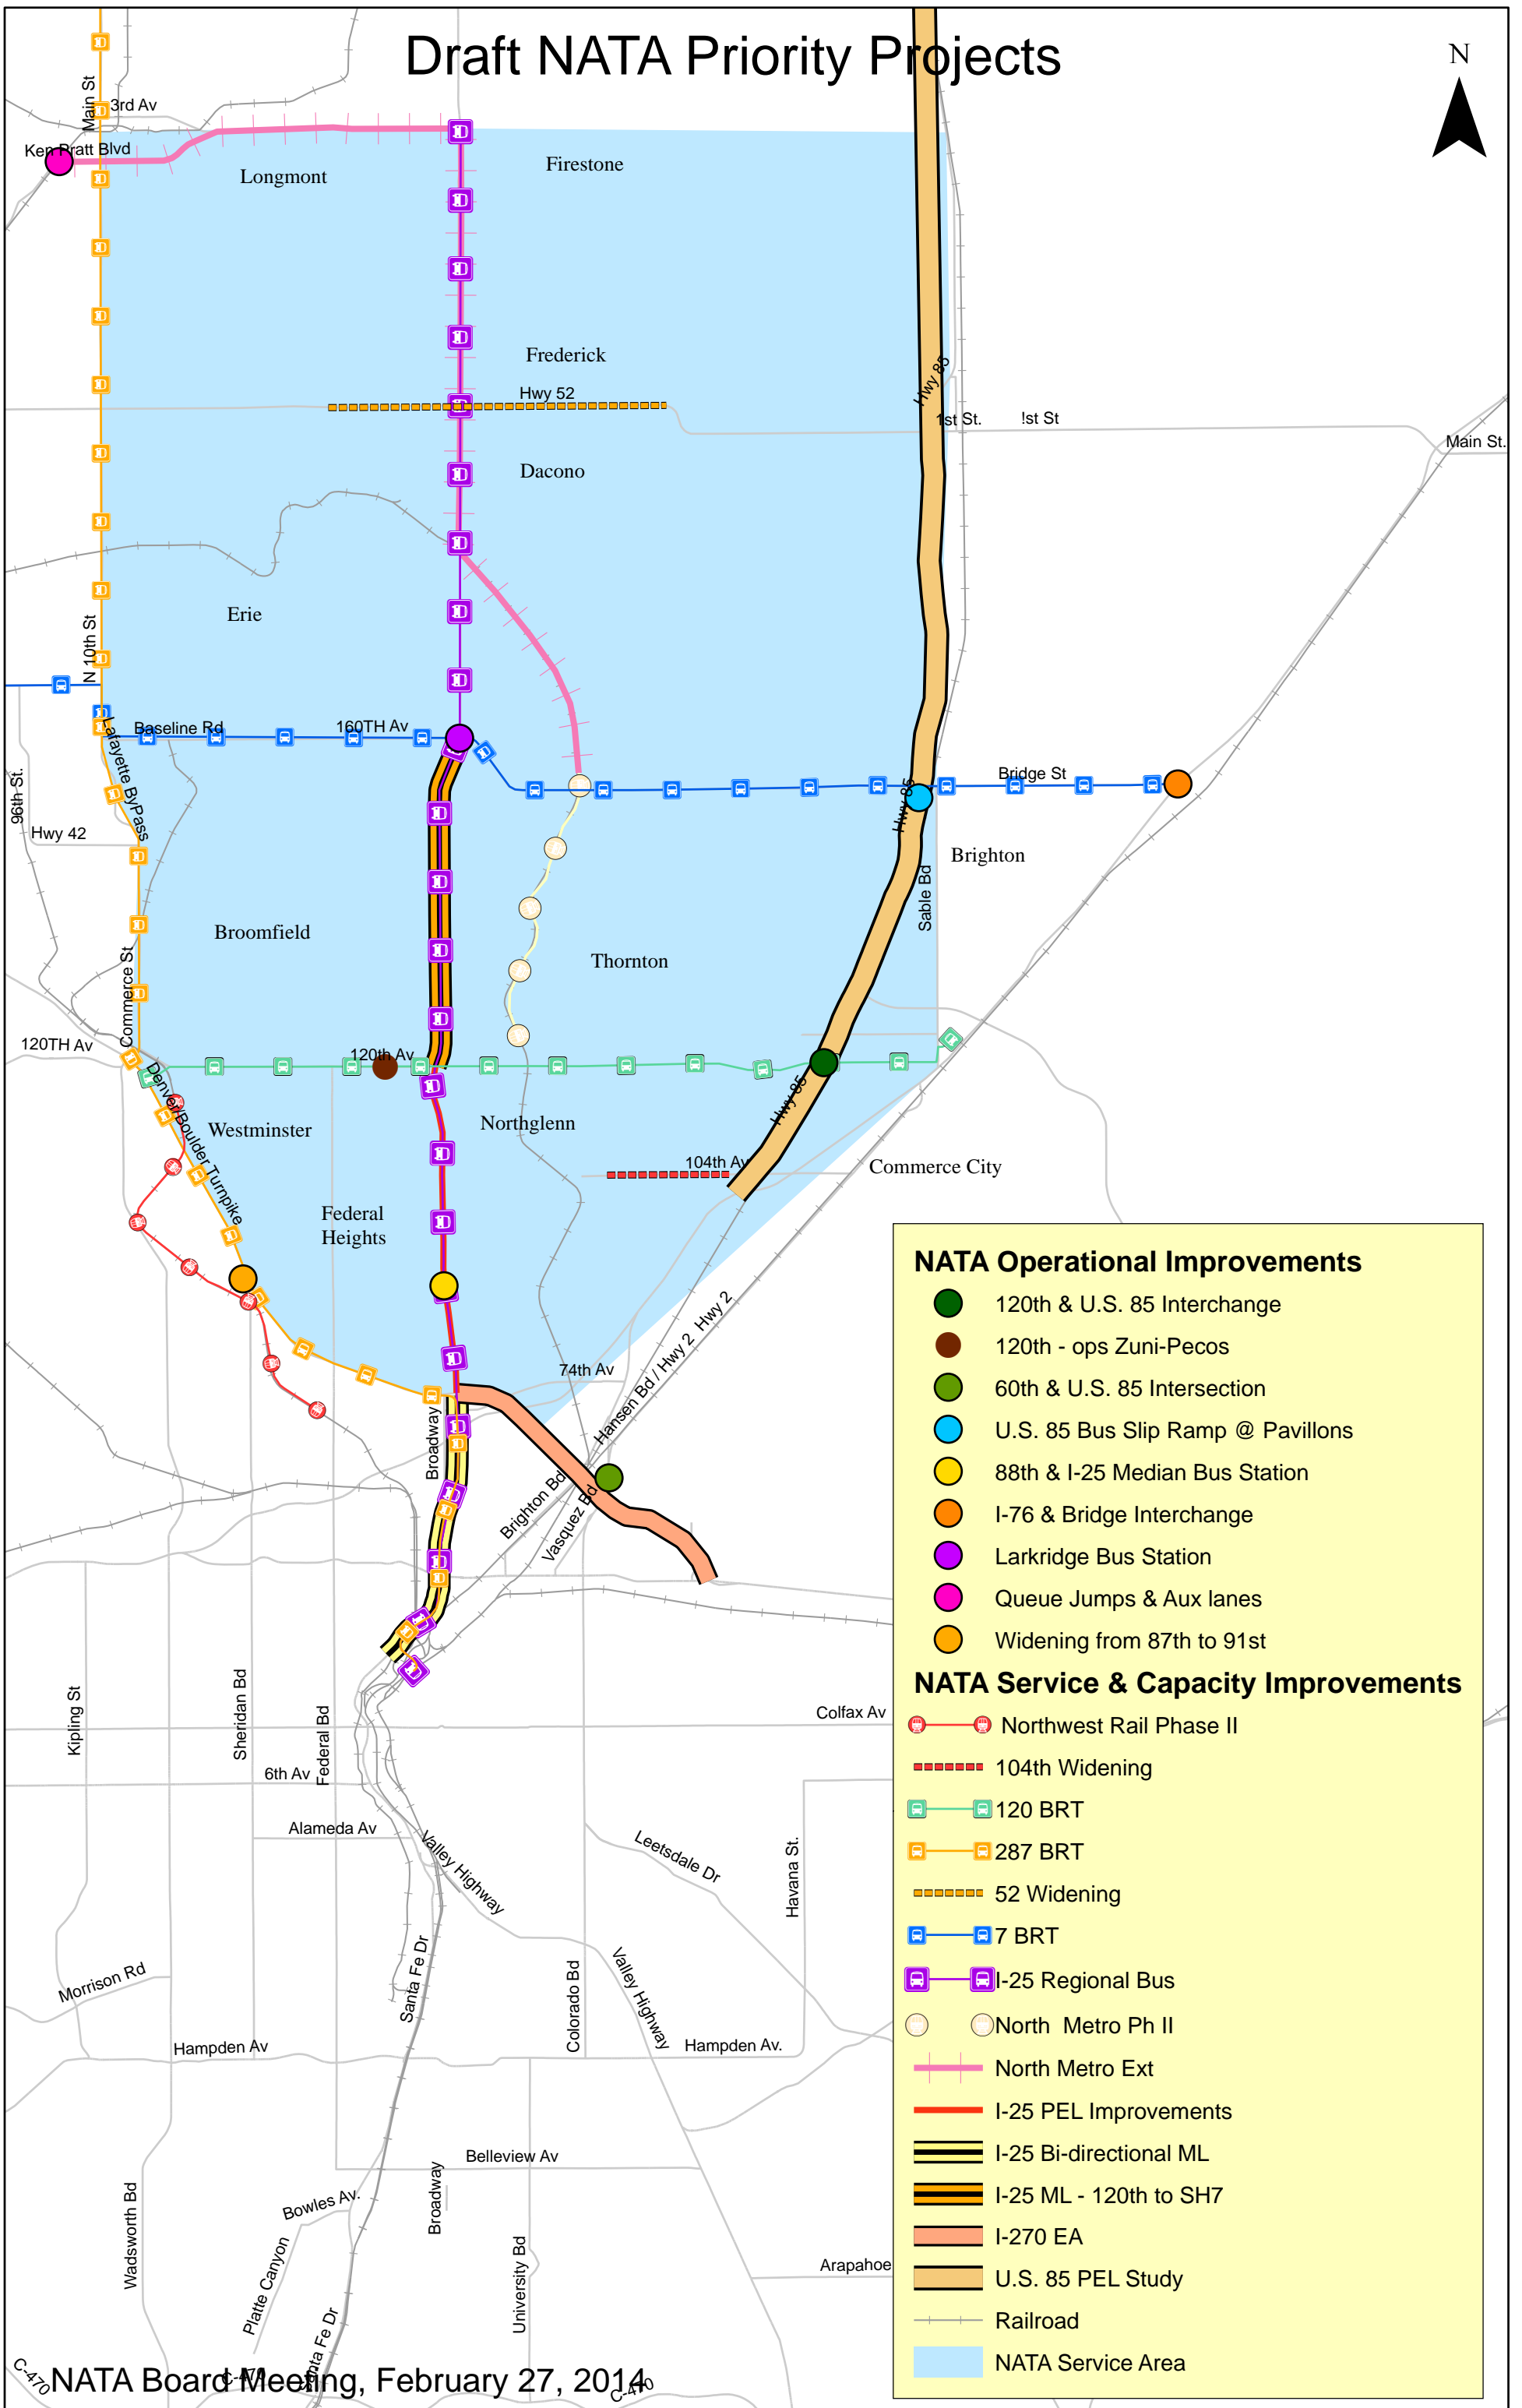 Draft NATA Priority Projects
N
Main St
3rd Av
Ken Pratt Blvd
Longmont
Firestone
Frederick
Hwy 52
Hwy 85
1st St.
!st St
Main St.
Dacono
Erie
N 10th St
Baseline Rd
160TH Av
Lafayette ByPass
96th St.
Hwy 42
Bridge St
Hwy 85
Brighton
Sable Bd
Broomfield
Thornton
Commerce St
120TH Av
120th Av
Denver/Boulder Turnpike
Hwy 85
Westminster
Northglenn
104th Av
Commerce City
Federal
Heights
74th Av
Hansen Bd / Hwy 2
Hwy 2
Broadway
Brighton Bd
Vasquez Bd
Kipling St
Sheridan Bd
Federal Bd
Colfax Av
6th Av
Alameda Av
Valley Highway
Leetsdale Dr
Havana St.
Morrison Rd
Santa Fe Dr
Colorado Bd
Valley Highway
Hampden Av
Hampden Av.
Belleview Av
Broadway
Bowles Av.
Wadsworth Bd
Platte Canyon
University Bd
Arapahoe
Santa Fe Dr
C-470
C-470
C-470
NATA Board Meeting, February 27, 2014
NATA Operational Improvements
120th & U.S. 85 Interchange
120th - ops Zuni-Pecos
60th & U.S. 85 Intersection
U.S. 85 Bus Slip Ramp @ Pavillons
88th & I-25 Median Bus Station
I-76 & Bridge Interchange
Larkridge Bus Station
Queue Jumps & Aux lanes
Widening from 87th to 91st
NATA Service & Capacity Improvements
Northwest Rail Phase II
104th Widening
120 BRT
287 BRT
52 Widening
7 BRT
I-25 Regional Bus
North Metro Ph II
North Metro Ext
I-25 PEL Improvements
I-25 Bi-directional ML
I-25 ML - 120th to SH7
I-270 EA
U.S. 85 PEL Study
Railroad
NATA Service Area